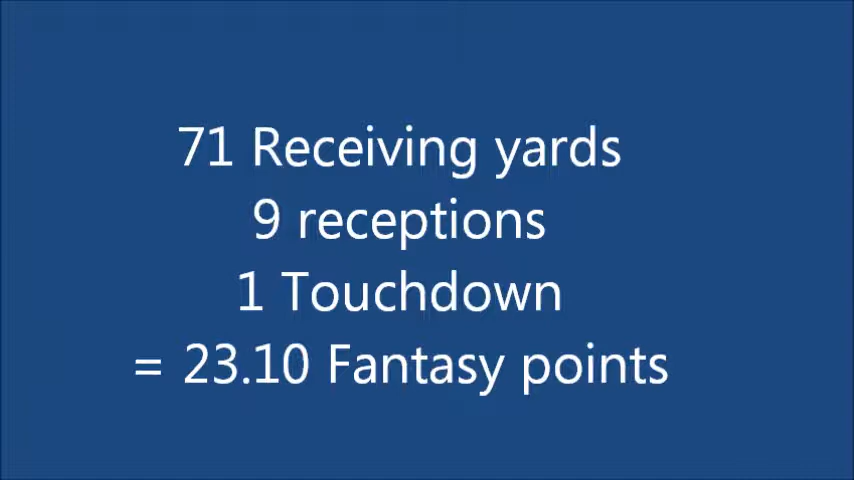 71 Receiving yards
9 receptions
1 Touchdown
= 23.10 Fantasy points